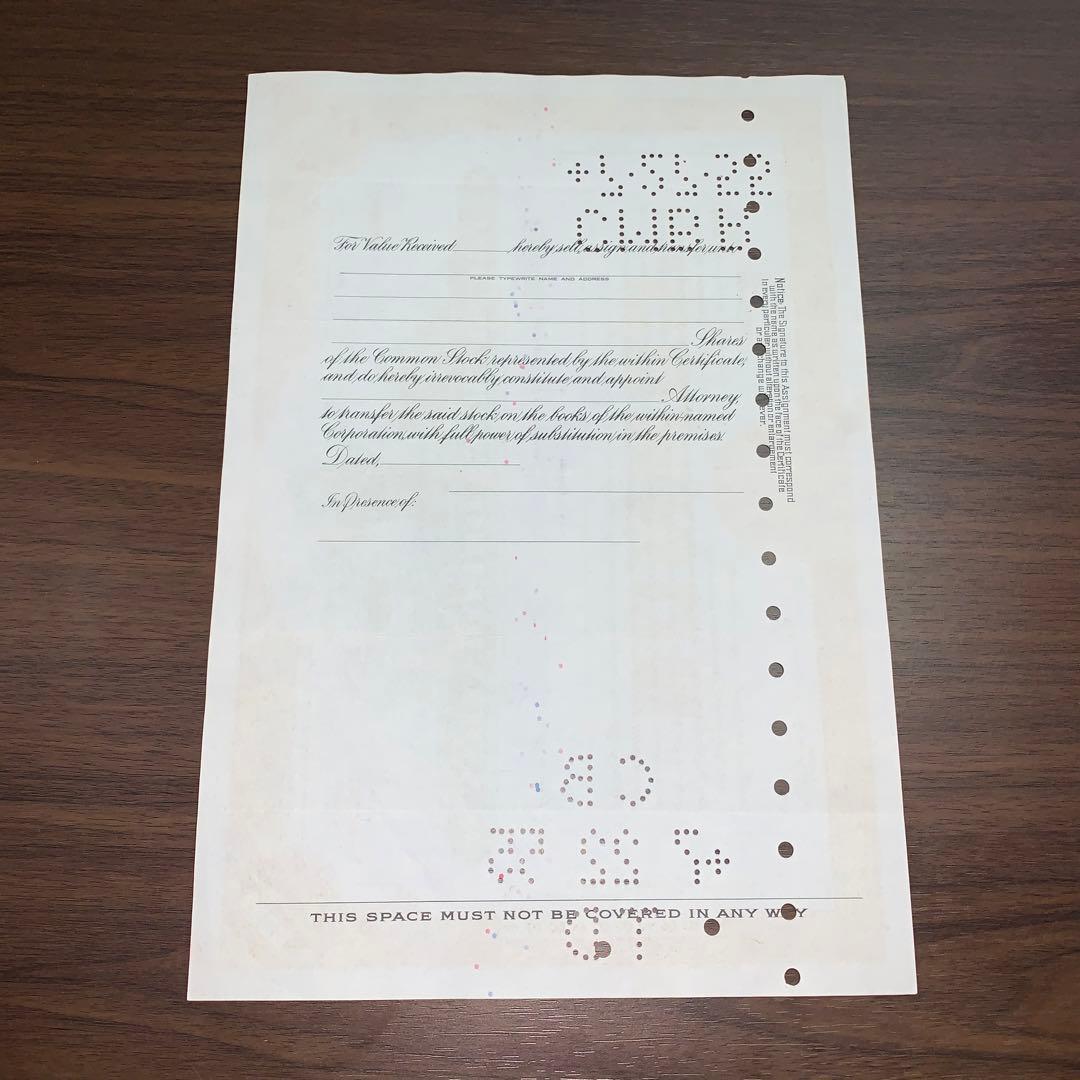 For Value Received hereby sell, assign and transfer unto
PLEASE TYPEWRITE NAME AND ADDRESS
Shares
of the Common Stock represented by the within Certificate,
and do hereby irrevocably constitute and appoint
Attorney,
to transfer the said stock on the books of the within-named
Corporation with full power of substitution in the premises.
Dated,
In presence of:
Notice: The Signature to this Assignment must correspond
with the name as written upon the face of the Certificate
in every particular without alteration or enlargement
or any change whatever.
THIS SPACE MUST NOT BE COVERED IN ANY WAY